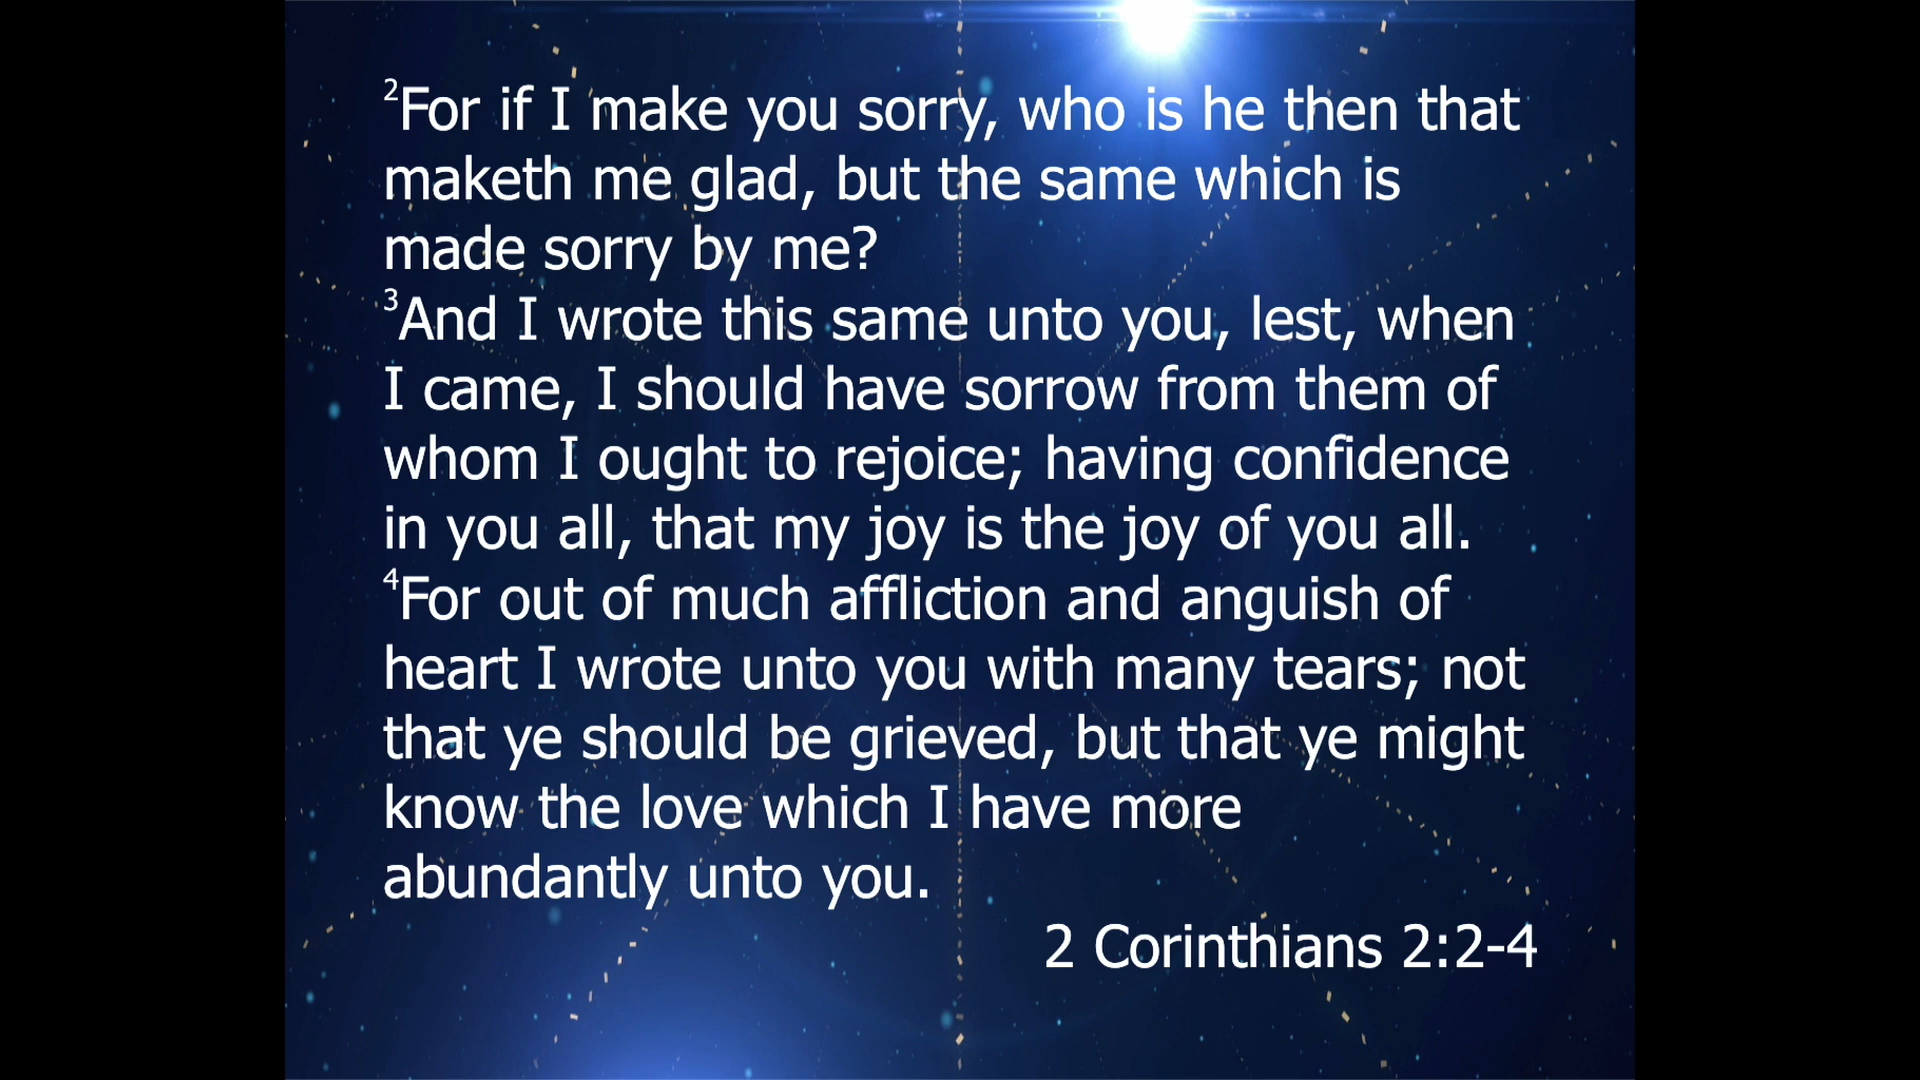 2For if I make you sorry, who is he then that
maketh me glad, but the same which is
made sorry by me?
3And I wrote this same unto you, lest, when
I came, I should have sorrow from them of
whom I ought to rejoice; having confidence
in you all, that my joy is the joy of you all.
4For out of much affliction and anguish of
heart I wrote unto you with many tears; not
that ye should be grieved, but that ye might
know the love which I have more
abundantly unto you.
2 Corinthians 2:2-4